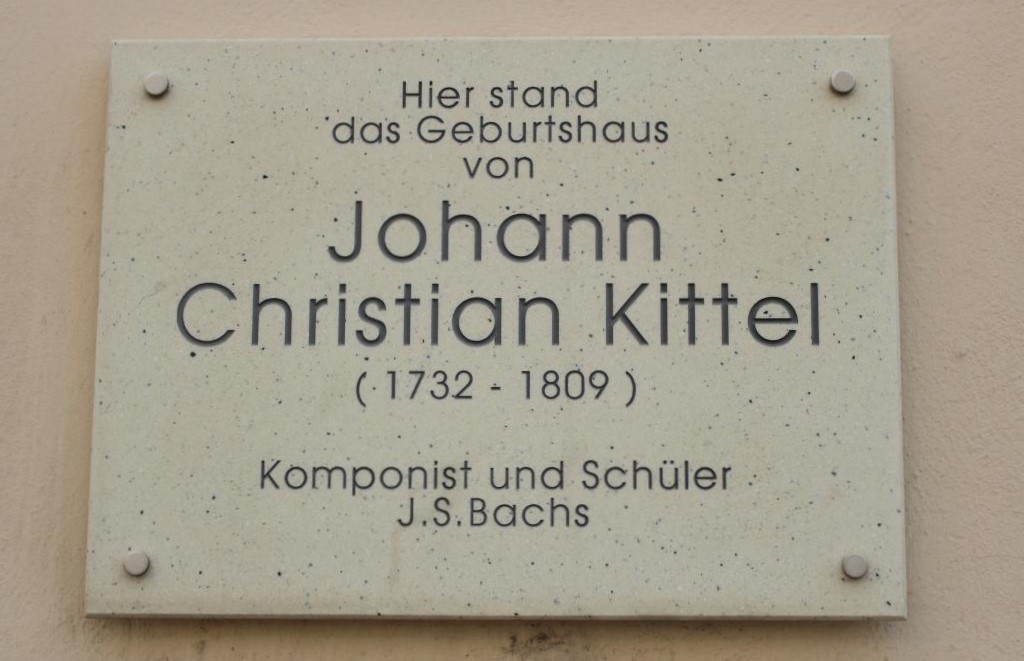 Hier stand
das Geburtshaus
von
Johann
Christian Kittel
( 1732 - 1809 )
Komponist und Schüler
J.S.Bachs